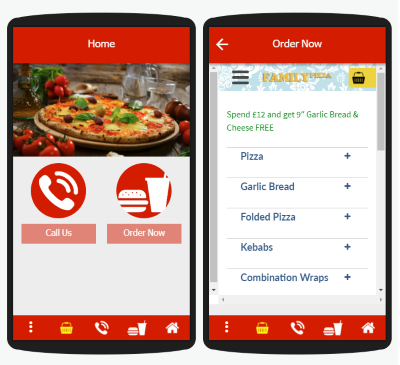 Home
Call Us
Order Now
Order Now
FAMILY PIZZA
Spend £12 and get 9" Garlic Bread &
Cheese FREE
Pizza +
Garlic Bread +
Folded Pizza +
Kebabs +
Combination Wraps +